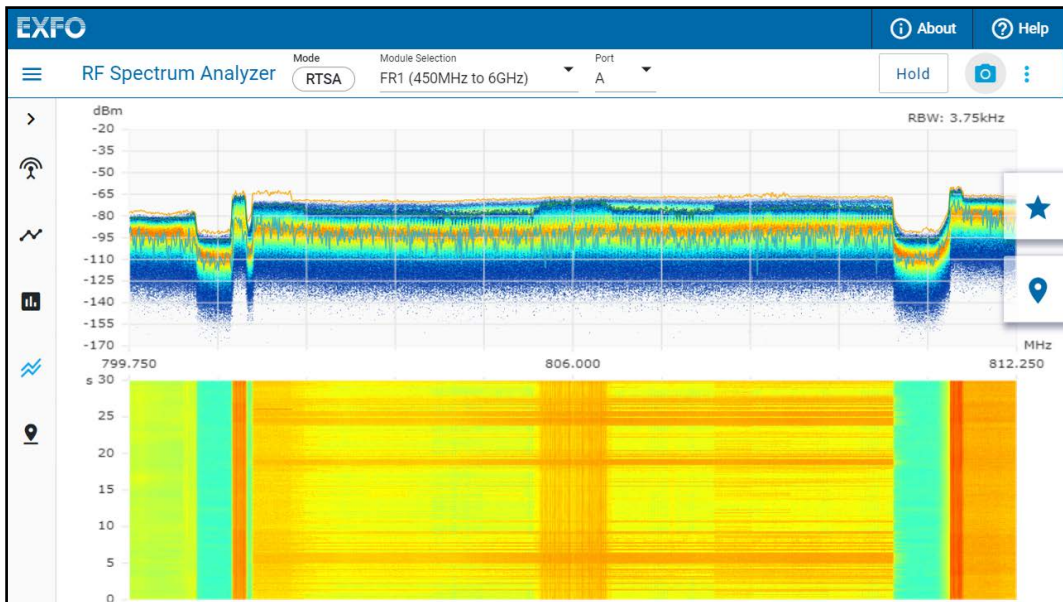 EXFO
About
Help
RF Spectrum Analyzer
Mode
RTSA
Module Selection
FR1 (450MHz to 6GHz)
Port
A
Hold
dBm
RBW: 3.75kHz
-20
-35
-50
-65
-80
-95
-110
-125
-140
-155
-170
MHz
799.750
806.000
812.250
s
30
25
20
15
10
5
0